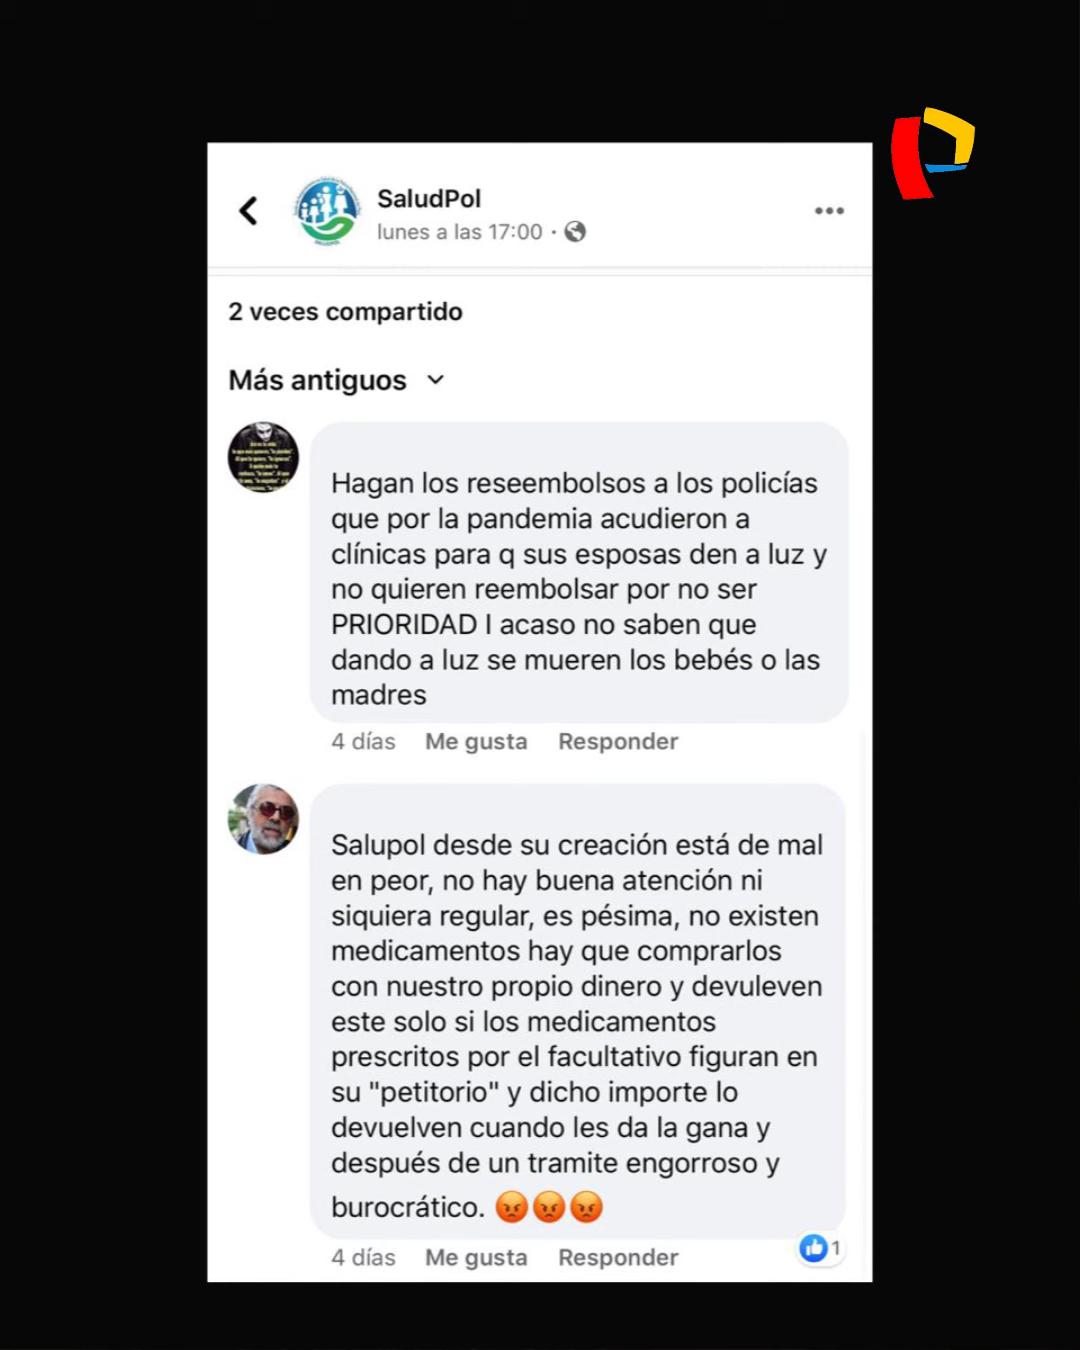 SaludPol
lunes a las 17:00 ·
2 veces compartido
Más antiguos
Hagan los reseembolsos a los policías
que por la pandemia acudieron a
clínicas para q sus esposas den a luz y
no quieren reembolsar por no ser
PRIORIDAD I acaso no saben que
dando a luz se mueren los bebés o las
madres
4 días Me gusta Responder
Salupol desde su creación está de mal
en peor, no hay buena atención ni
siquiera regular, es pésima, no existen
medicamentos hay que comprarlos
con nuestro propio dinero y devuleven
este solo si los medicamentos
prescritos por el facultativo figuran en
su "petitorio" y dicho importe lo
devuelven cuando les da la gana y
después de un tramite engorroso y
burocrático. 😡😡😡
4 días Me gusta Responder 1